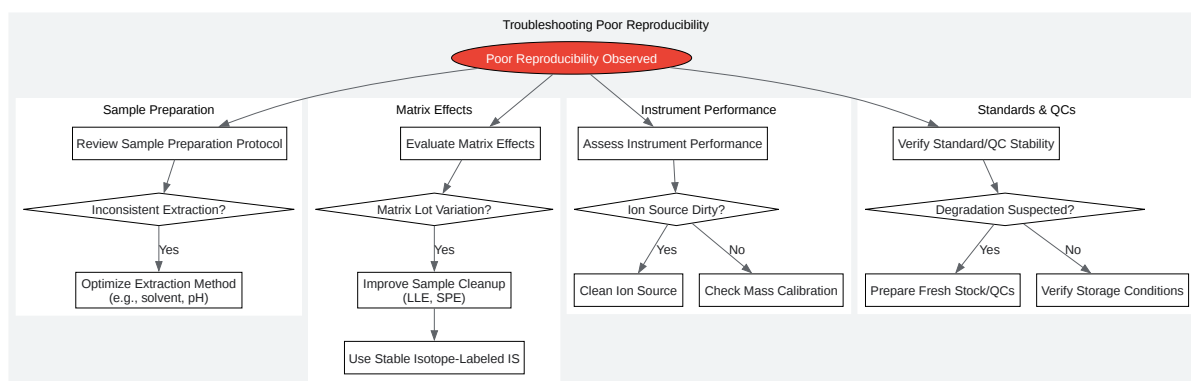 Troubleshooting Poor Reproducibility
Poor Reproducibility Observed
Sample Preparation
Matrix Effects
Instrument Performance
Standards & QCs
Review Sample Preparation Protocol
Evaluate Matrix Effects
Assess Instrument Performance
Verify Standard/QC Stability
Inconsistent Extraction?
Matrix Lot Variation?
Ion Source Dirty?
Degradation Suspected?
Yes
Yes
Yes
No
Yes
No
Optimize Extraction Method
(e.g., solvent, pH)
Improve Sample Cleanup
(LLE, SPE)
Clean Ion Source
Check Mass Calibration
Prepare Fresh Stock/QCs
Verify Storage Conditions
Use Stable Isotope-Labeled IS